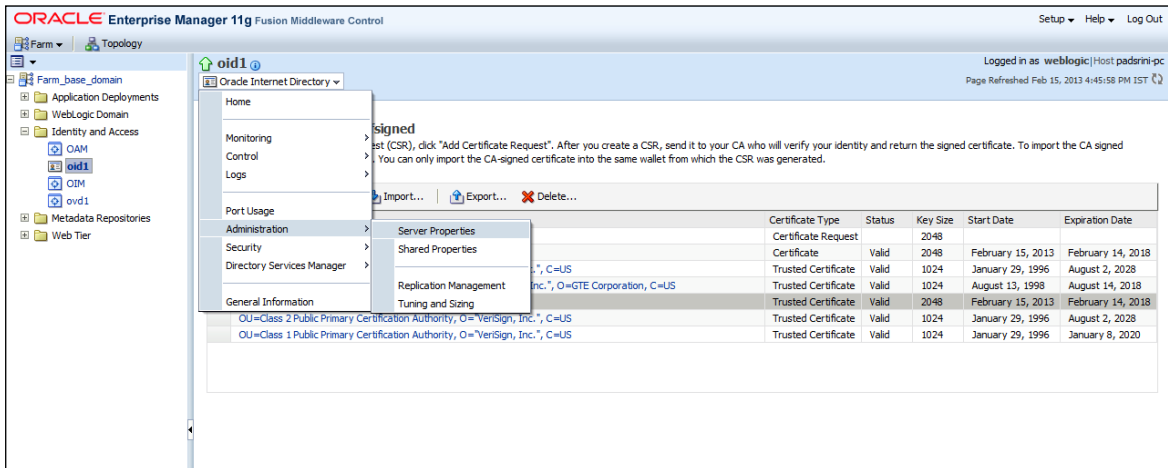 ORACLE Enterprise Manager 11g Fusion Middleware Control
Setup Help Log Out
Farm Topology
oid1
Logged in as weblogic|Host padsrini-pc
Oracle Internet Directory
Page Refreshed Feb 15, 2013 4:45:58 PM IST
Farm_base_domain
Application Deployments
WebLogic Domain
Identity and Access
OAM
oid1
OIM
ovd1
Metadata Repositories
Web Tier
Home
Monitoring
Control
Logs
Port Usage
Administration
Security
Directory Services Manager
General Information
Server Properties
Shared Properties
Replication Management
Tuning and Sizing
fsigned
est (CSR), click "Add Certificate Request". After you create a CSR, send it to your CA who will verify your identity and return the signed certificate. To import the CA signed
. You can only import the CA-signed certificate into the same wallet from which the CSR was generated.
Import... Export... Delete...
Certificate Type Status Key Size Start Date Expiration Date
Certificate Request 2048
Certificate Valid 2048 February 15, 2013 February 14, 2018
c.", C=US Trusted Certificate Valid 1024 January 29, 1996 August 2, 2028
Inc.", O=GTE Corporation, C=US Trusted Certificate Valid 1024 August 13, 1998 August 14, 2018
Trusted Certificate Valid 2048 February 15, 2013 February 14, 2018
OU=Class 2 Public Primary Certification Authority, O="VeriSign, Inc.", C=US Trusted Certificate Valid 1024 January 29, 1996 August 2, 2028
OU=Class 1 Public Primary Certification Authority, O="VeriSign, Inc.", C=US Trusted Certificate Valid 1024 January 29, 1996 January 8, 2020